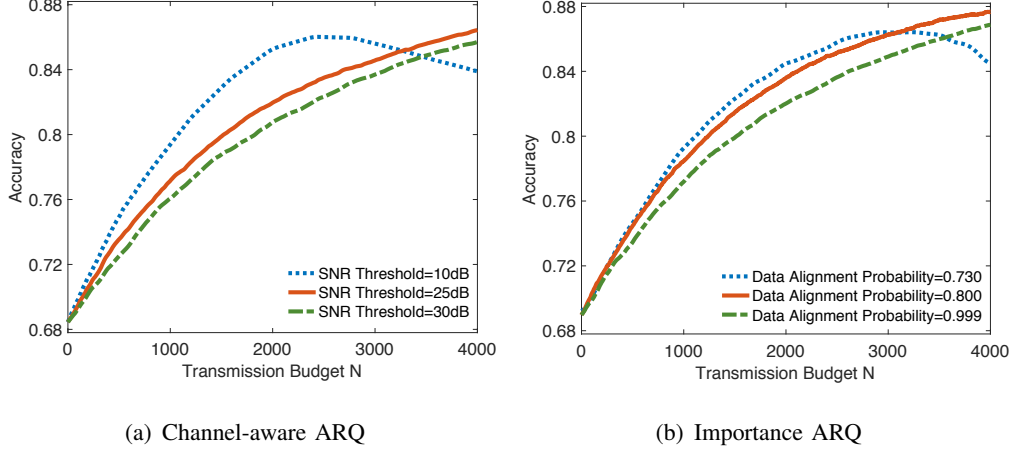 0.88
0.84
0.8
0.76
0.72
0.68
Accuracy
SNR Threshold=10dB
SNR Threshold=25dB
SNR Threshold=30dB
0 1000 2000 3000 4000
Transmission Budget N
(a) Channel-aware ARQ
0.88
0.84
0.8
0.76
0.72
0.68
Accuracy
Data Alignment Probability=0.730
Data Alignment Probability=0.800
Data Alignment Probability=0.999
0 1000 2000 3000 4000
Transmission Budget N
(b) Importance ARQ